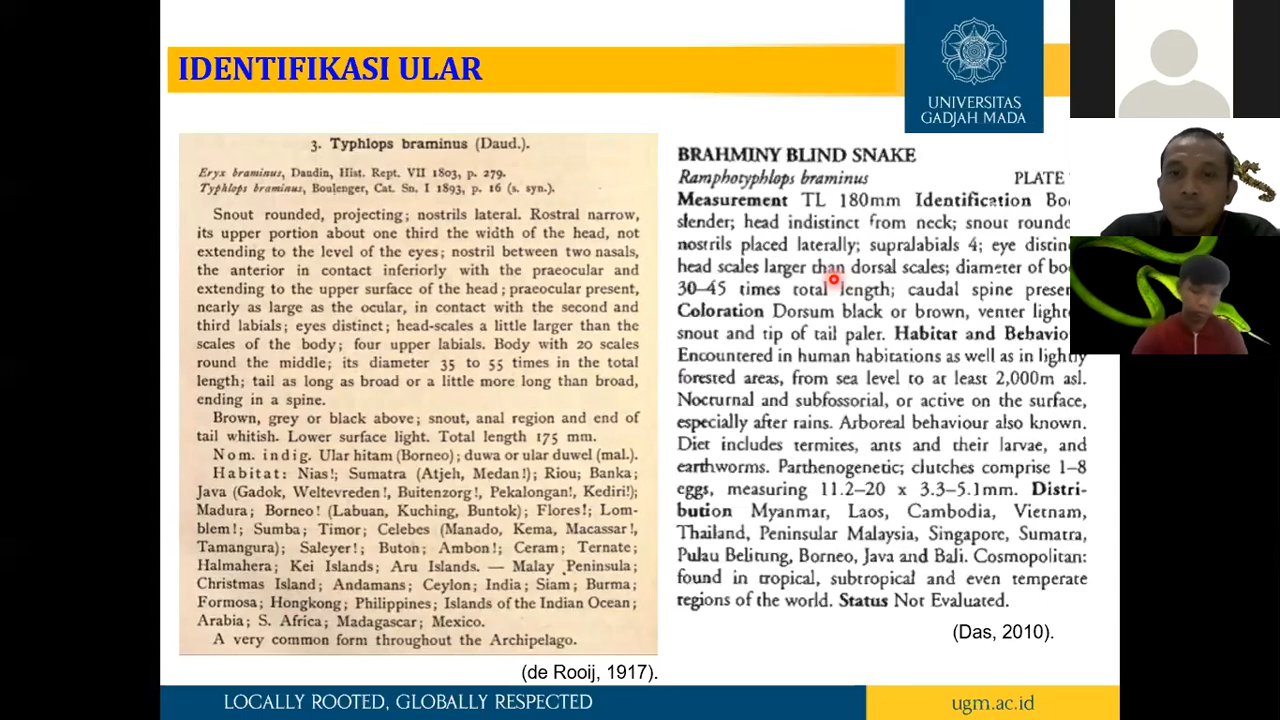 IDENTIFIKASI ULAR
UNIVERSITAS
GADJAH MADA
3. Typhlops braminus (Daud.).
Eryx braminus, Daudin, Hist. Rept. VII 1803, p. 279.
Typhlops braminus, Boulenger, Cat. Sn. I 1893, p. 16 (s. syn.).
Snout rounded, projecting; nostrils lateral. Rostral narrow,
its upper portion about one third the width of the head, not
extending to the level of the eyes; nostril between two nasals,
the anterior in contact inferiorly with the praeocular and
extending to the upper surface of the head; praeocular present,
nearly as large as the ocular, in contact with the second and
third labials; eyes distinct; head-scales a little larger than the
scales of the body; four upper labials. Body with 20 scales
round the middle; its diameter 35 to 55 times in the total
length; tail as long as broad or a little more long than broad,
ending in a spine.
Brown, grey or black above; snout, anal region and end of
tail whitish. Lower surface light. Total length 175 mm.
Nom. indig. Ular hitam (Borneo); duwa or ular duwel (mal.).
Habitat: Nias!; Sumatra (Atjeh, Medan!); Riou; Banka;
Java (Gadok, Weltevreden!, Buitenzorg!, Pekalongan!, Kediri!);
Madura; Borneo! (Labuan, Kuching, Buntok); Flores!; Lom-
blem!; Sumba; Timor; Celebes (Manado, Kema, Macassar!,
Tamangura); Saleyer!; Buton; Ambon!; Ceram; Ternate;
Halmahera; Kei Islands; Aru Islands. — Malay Peninsula;
Christmas Island; Andamans; Ceylon; India; Siam; Burma;
Formosa; Hongkong; Philippines; Islands of the Indian Ocean;
Arabia; S. Africa; Madagascar; Mexico.
A very common form throughout the Archipelago.
(de Rooij, 1917).
BRAHMINY BLIND SNAKE
Ramphotyphlops braminus PLATE
Measurement TL 180mm Identification Bo
slender; head indistinct from neck; snout rounde
nostrils placed laterally; supralabials 4; eye distinc
head scales larger than dorsal scales; diameter of bo
30–45 times total length; caudal spine presen
Coloration Dorsum black or brown, venter light
snout and tip of tail paler. Habitat and Behavio
Encountered in human habitations as well as in lightly
forested areas, from sea level to at least 2,000m asl.
Nocturnal and subfossorial, or active on the surface,
especially after rains. Arboreal behaviour also known.
Diet includes termites, ants and their larvae, and
earthworms. Parthenogenetic; clutches comprise 1–8
eggs, measuring 11.2–20 x 3.3–5.1mm. Distri-
bution Myanmar, Laos, Cambodia, Vietnam,
Thailand, Peninsular Malaysia, Singapore, Sumatra,
Pulau Belitung, Borneo, Java and Bali. Cosmopolitan:
found in tropical, subtropical and even temperate
regions of the world. Status Not Evaluated.
(Das, 2010).
LOCALLY ROOTED, GLOBALLY RESPECTED
ugm.ac.id